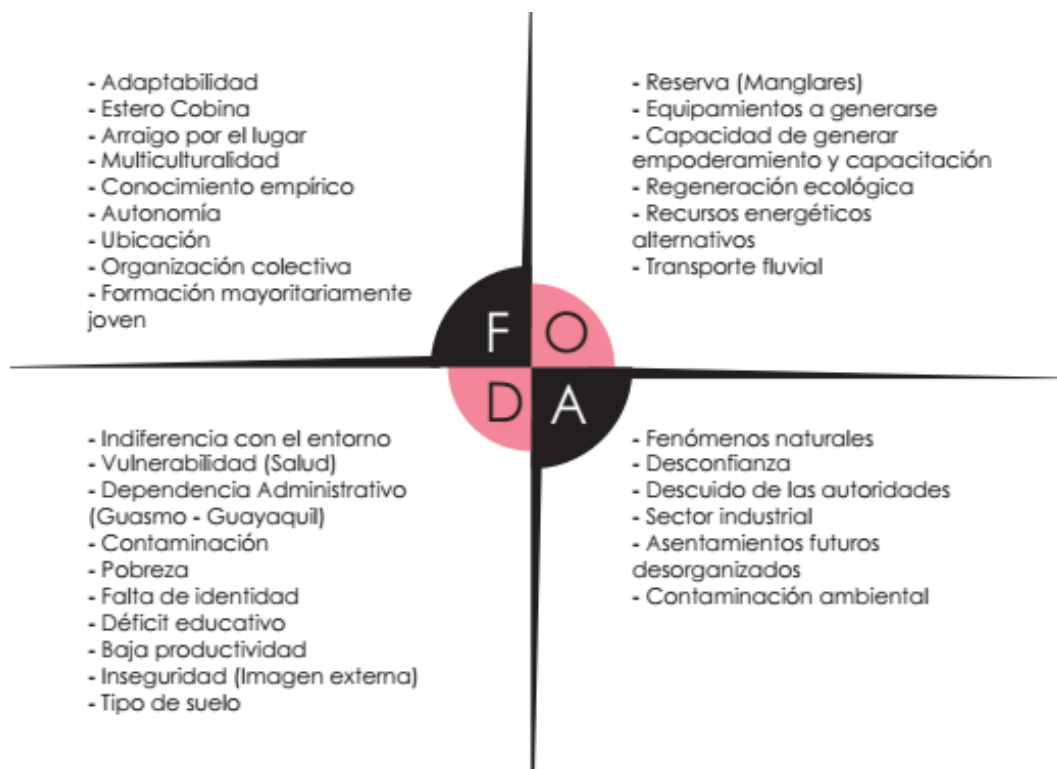 - Adaptabilidad
- Estero Cobina
- Arraigo por el lugar
- Multiculturalidad
- Conocimiento empírico
- Autonomía
- Ubicación
- Organización colectiva
- Formación mayoritariamente
joven
- Reserva (Manglares)
- Equipamientos a generarse
- Capacidad de generar
empoderamiento y capacitación
- Regeneración ecológica
- Recursos energéticos
alternativos
- Transporte fluvial
F O
D A
- Indiferencia con el entorno
- Vulnerabilidad (Salud)
- Dependencia Administrativo
(Guasmo - Guayaquil)
- Contaminación
- Pobreza
- Falta de identidad
- Déficit educativo
- Baja productividad
- Inseguridad (Imagen externa)
- Tipo de suelo
- Fenómenos naturales
- Desconfianza
- Descuido de las autoridades
- Sector industrial
- Asentamientos futuros
desorganizados
- Contaminación ambiental